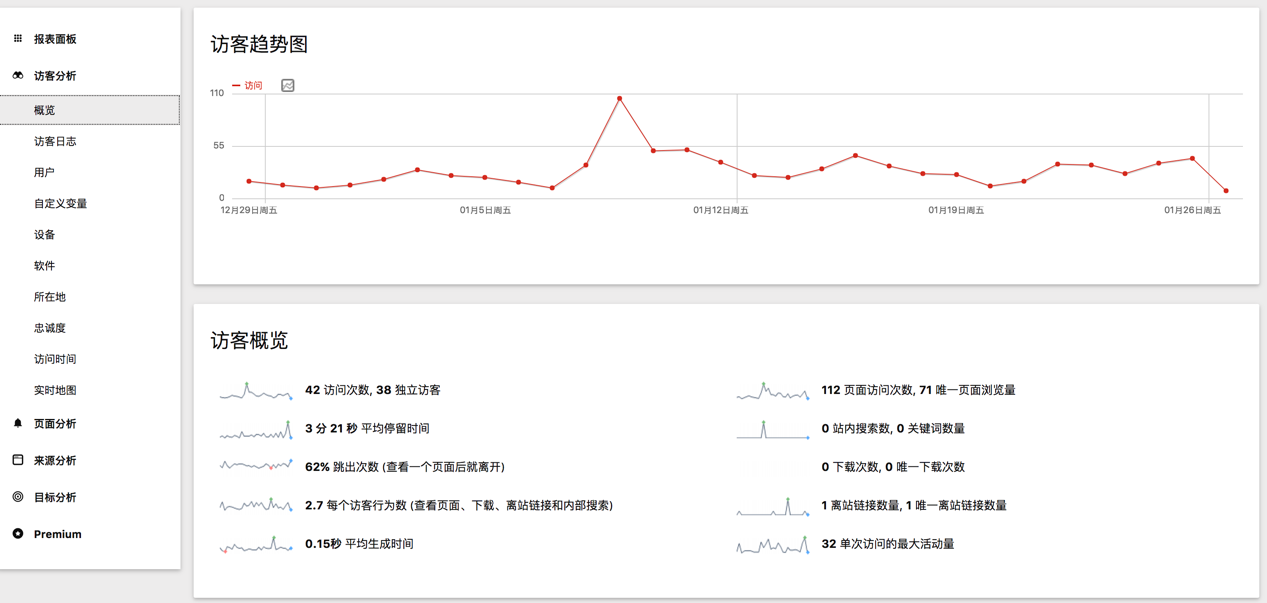 报表面板
访客分析
概览
访客日志
用户
自定义变量
设备
软件
所在地
忠诚度
访问时间
实时地图
页面分析
来源分析
目标分析
Premium
访客趋势图
访问
110
55
0
12月29日周五 01月5日周五 01月12日周五 01月19日周五 01月26日周五
访客概览
42 访问次数, 38 独立访客
3 分 21 秒 平均停留时间
62% 跳出次数 (查看一个页面后就离开)
2.7 每个访客行为数 (查看页面、下载、离站链接和内部搜索)
0.15秒 平均生成时间
112 页面访问次数, 71 唯一页面浏览量
0 站内搜索数, 0 关键词数量
0 下载次数, 0 唯一下载次数
1 离站链接数量, 1 唯一离站链接数量
32 单次访问的最大活动量